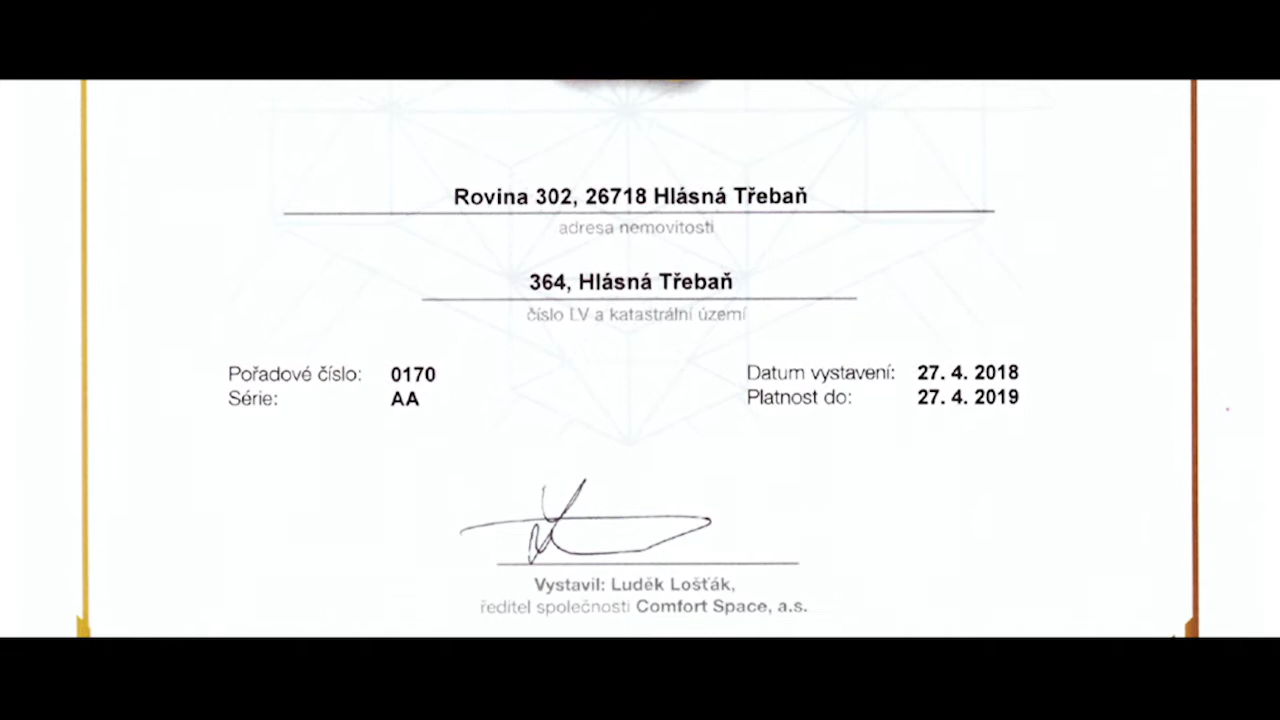 Rovina 302, 26718 Hlásná Třebaň
adresa nemovitosti
364, Hlásná Třebaň
číslo LV a katastrální území
Pořadové číslo: 0170
Série: AA
Datum vystavení: 27. 4. 2018
Platnost do: 27. 4. 2019
Vystavil: Luděk Lošťák,
ředitel společnosti Comfort Space, a.s.